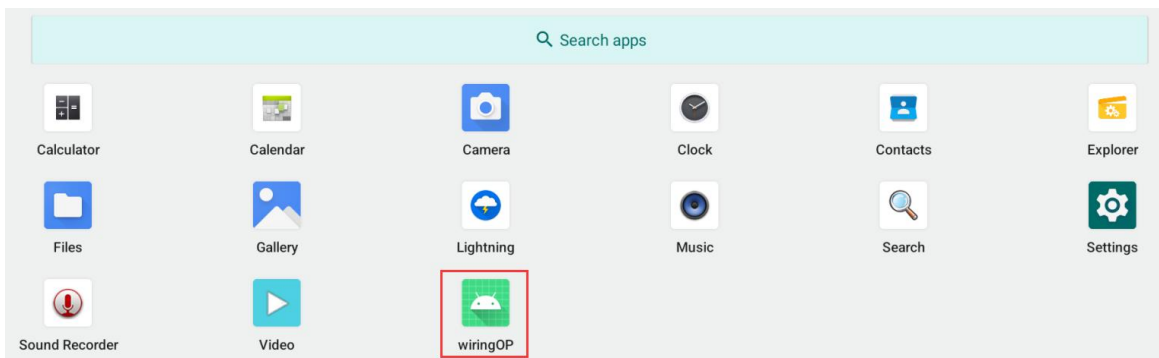 Search apps
Calculator Calendar Camera Clock Contacts Explorer
Files Gallery Lightning Music Search Settings
Sound Recorder Video wiringOP